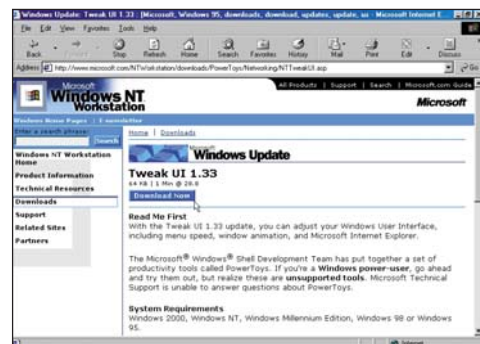 Windows Update: Tweak UI 1.33 [Microsoft, Windows 95, downloads, download, updates, update, us - Microsoft Internet E
File Edit View Favorites Tools Help
Back Stop Refresh Home Search Favorites History Mail Print Edit Discuss
Address http://www.microsoft.com/NTWorkstation/downloads/PowerToys/Networking/NTTweakUI.asp Go
All Products | Support | Search | Microsoft.com Guide
Microsoft
Windows NT
Workstation
Microsoft
Windows Home Pages | E-newsletter
Enter a search phrase:
Search
Windows NT Workstation
Home
Product Information
Technical Resources
Downloads
Support
Related Sites
Partners
Home | Downloads
Microsoft
Windows Update
Tweak UI 1.33
64 KB | 1 Min @ 28.8
Download Now
Read Me First
With the Tweak UI 1.33 update, you can adjust your Windows User Interface,
including menu speed, window animation, and Microsoft Internet Explorer.
The Microsoft® Windows® Shell Development Team has put together a set of
productivity tools called PowerToys. If you're a Windows power-user, go ahead
and try them out, but realize these are unsupported tools. Microsoft Technical
Support is unable to answer questions about PowerToys.
System Requirements
Windows 2000, Windows NT, Windows Millennium Edition, Windows 98 or Windows
95.
Internet